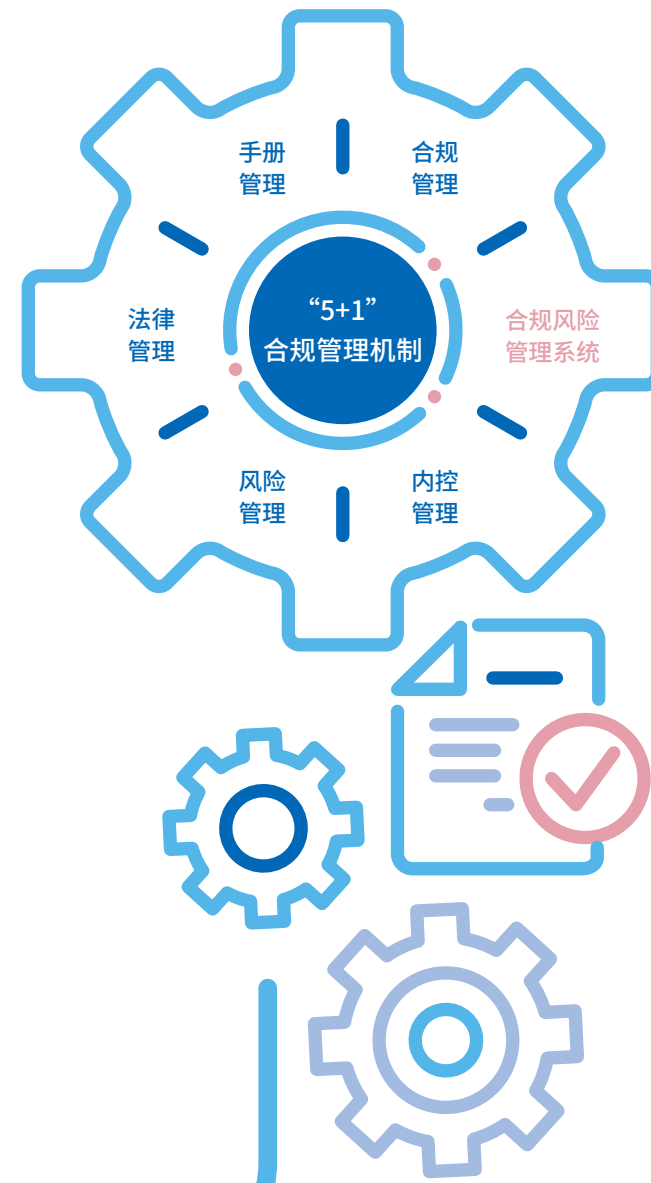 手册
管理
合规
管理
法律
管理
“5+1”
合规管理机制
合规风险
管理系统
风险
管理
内控
管理